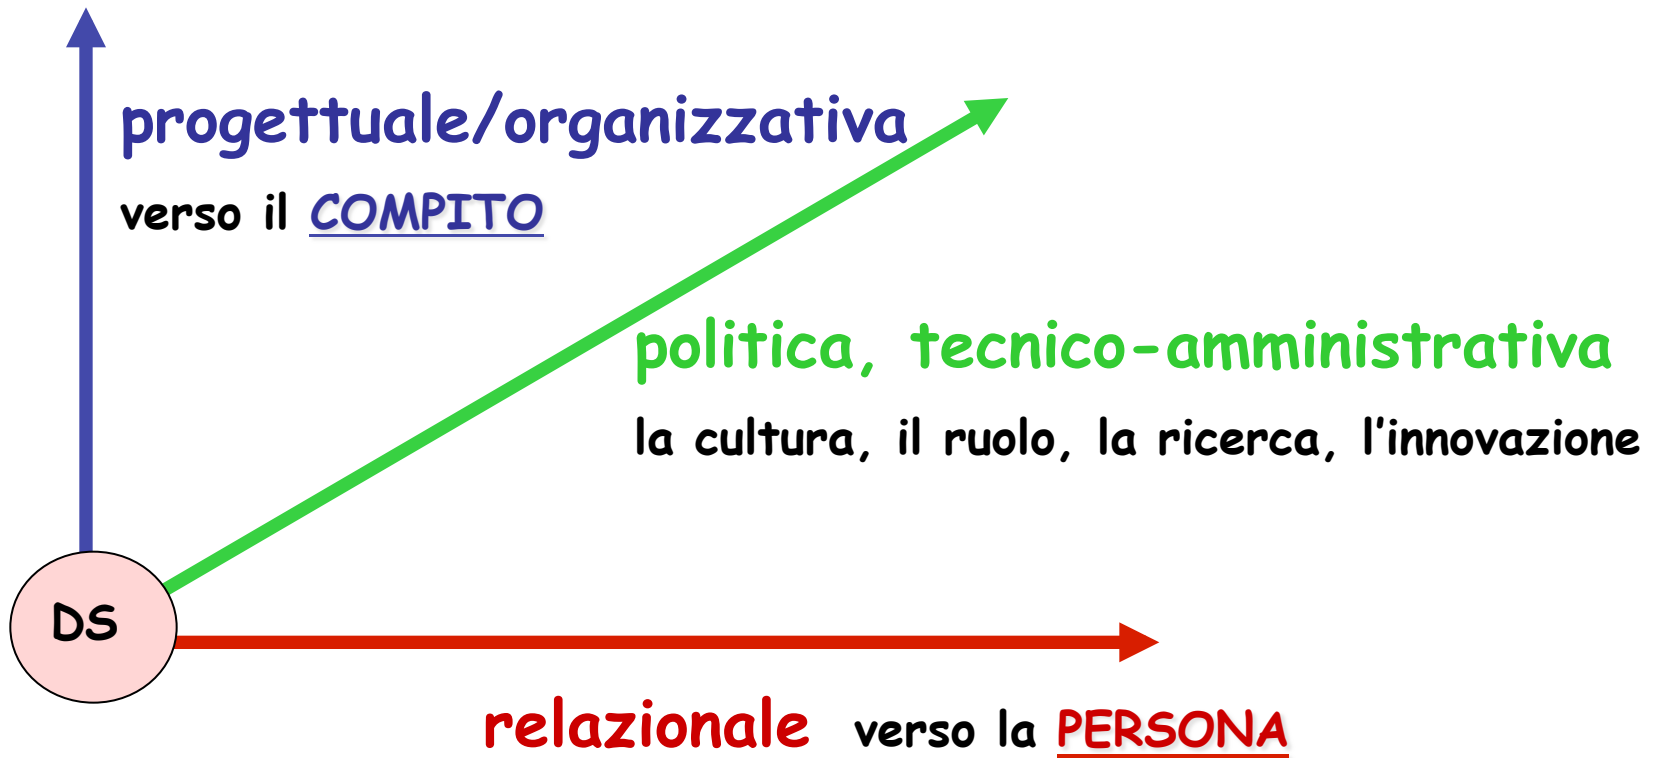 progettuale/organizzativa
verso il COMPITO
politica, tecnico-amministrativa
la cultura, il ruolo, la ricerca, l'innovazione
DS
relazionale verso la PERSONA